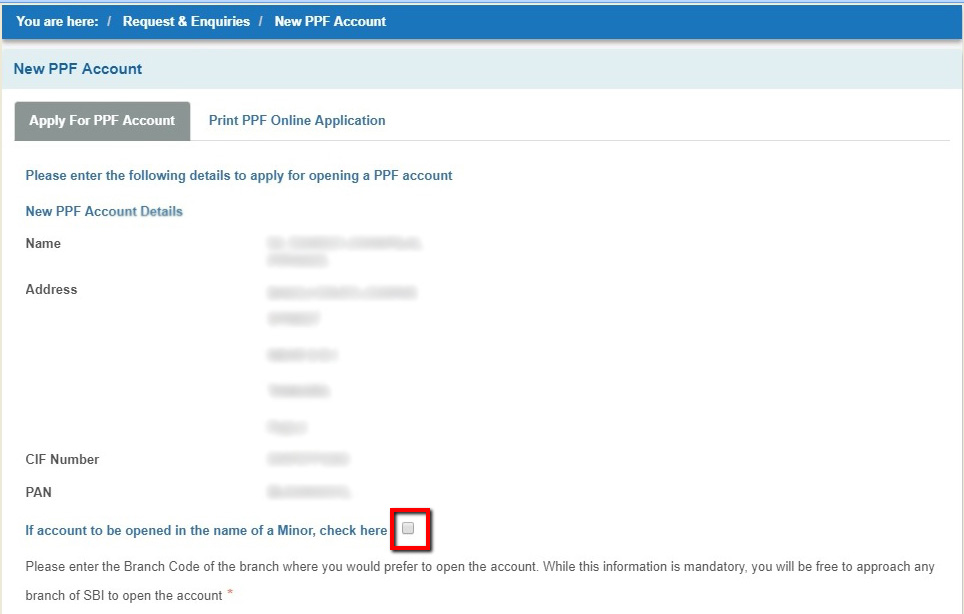 You are here: / Request & Enquiries / New PPF Account
New PPF Account
Apply For PPF Account Print PPF Online Application
Please enter the following details to apply for opening a PPF account
New PPF Account Details
Name
Address
CIF Number
PAN
If account to be opened in the name of a Minor, check here
Please enter the Branch Code of the branch where you would prefer to open the account. While this information is mandatory, you will be free to approach any
branch of SBI to open the account *